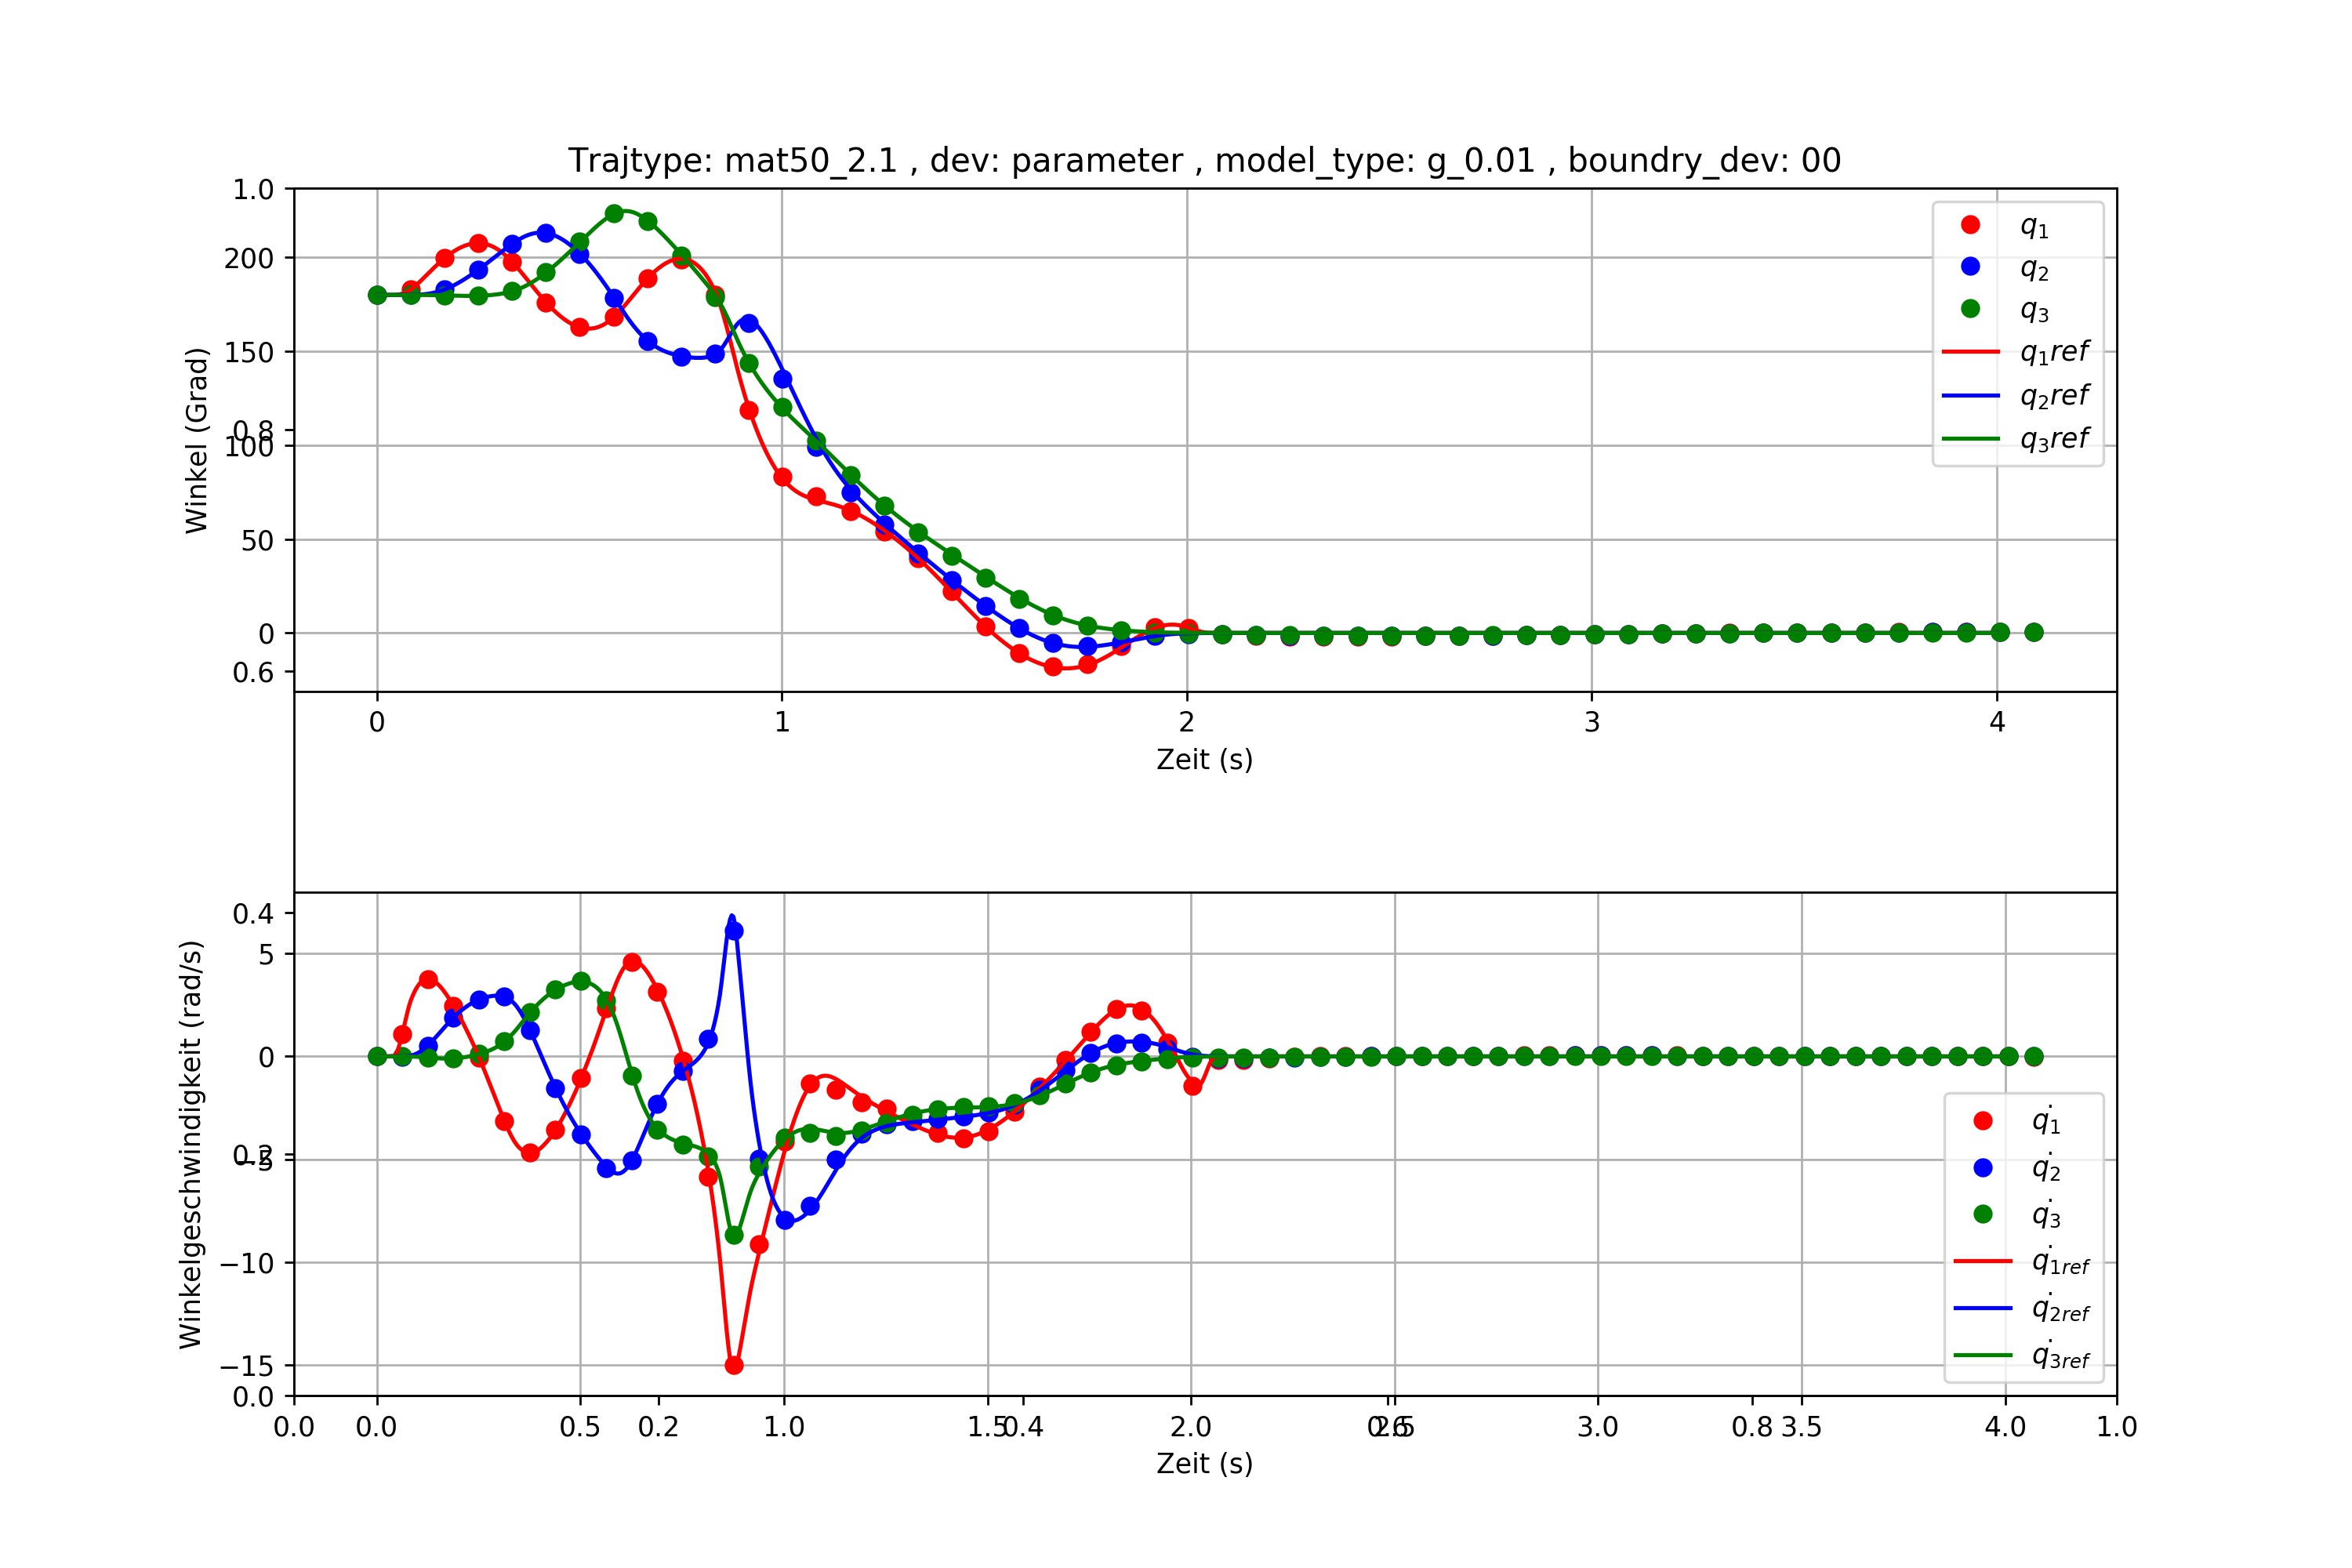 Trajtype: mat50_2.1 , dev: parameter , model_type: g_0.01 , boundry_dev: 00
1.0
200
150
0.8
100
50
0
0.6
Winkel (Grad)
q1
q2
q3
q1ref
q2ref
q3ref
0 1 2 3 4
Zeit (s)
0.4
5
0
0.2
−5
−10
−15
0.0
Winkelgeschwindigkeit (rad/s)
q̇1
q̇2
q̇3
q̇1ref
q̇2ref
q̇3ref
0.0 0.0 0.5 0.2 1.0 1.5 0.4 2.0 0.6 2.5 3.0 0.8 3.5 4.0 1.0
Zeit (s)